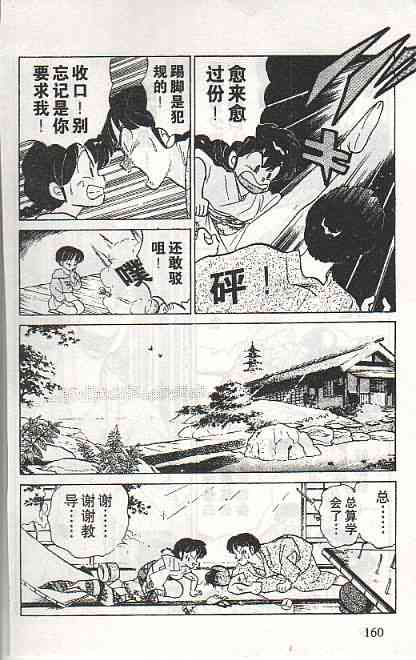 愈来愈
过份！
キ
砰！
踢脚是犯
规的！
收口！别
忘记是你
要求我！
还敢驳
咀！
噗
总…
总算学
会了…
谢…
谢谢教
导…
160